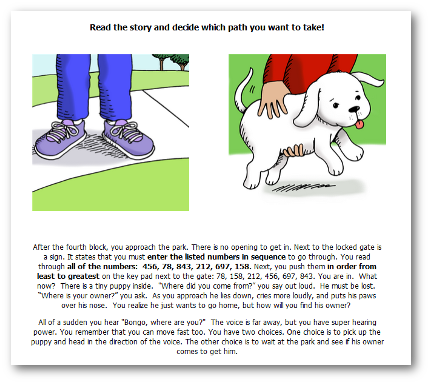 Read the story and decide which path you want to take!
After the fourth block, you approach the park. There is no opening to get in. Next to the locked gate is
a sign. It states that you must enter the listed numbers in sequence to go through. You read
through all of the numbers: 456, 78, 843, 212, 697, 158. Next, you push them in order from
least to greatest on the key pad next to the gate: 78, 158, 212, 456, 697, 843. You are in. What
now? There is a tiny puppy inside. "Where did you come from?" you say out loud. He must be lost.
"Where is your owner?" you ask. As you approach he lies down, cries more loudly, and puts his paws
over his nose. You realize he just wants to go home, but how will you find his owner?
All of a sudden you hear "Bongo, where are you?" The voice is far away, but you have super hearing
power. You remember that you can move fast too. You have two choices. One choice is to pick up the
puppy and head in the direction of the voice. The other choice is to wait at the park and see if his owner
comes to get him.